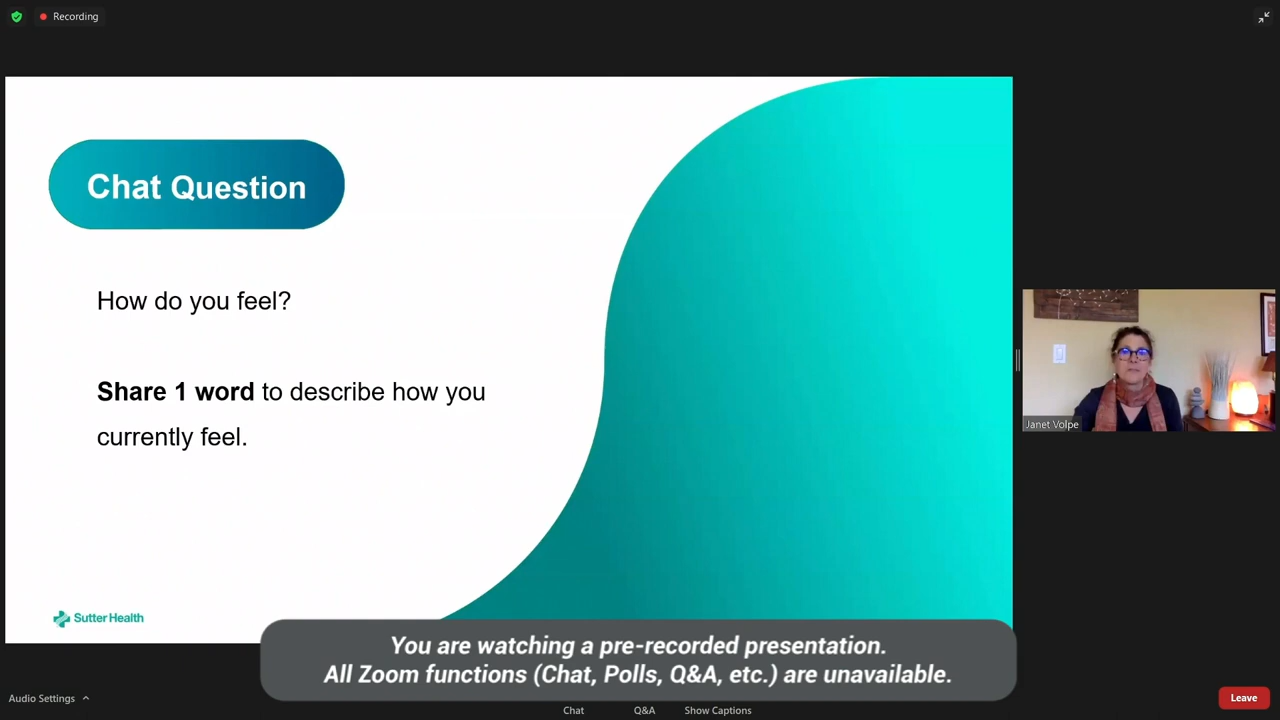 Recording
Chat Question
How do you feel?
Share 1 word to describe how you
currently feel.
Janet Volpe
Sutter Health
You are watching a pre-recorded presentation.
All Zoom functions (Chat, Polls, Q&A, etc.) are unavailable.
Audio Settings
Chat
Q&A
Show Captions
Leave